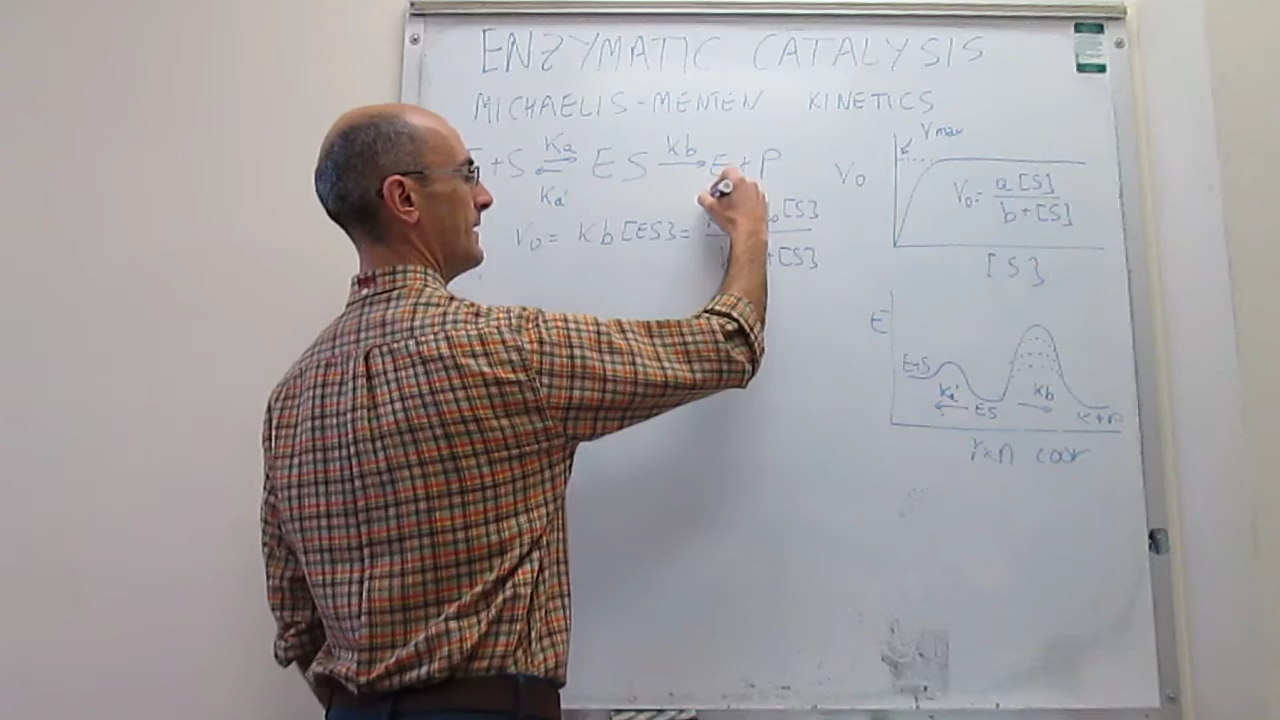 ENZYMATIC CATALYSIS
MICHAELIS-MENTEN KINETICS
+S ⇌ ES → E+P
Ka
Ka'
kb
V0 = Kb[ES] =
[S]
+[S]
Vmax
V0
V0= a[S] / b+[S]
[S]
E
E+S
Ka'
ES
Kb
E+P
rxn coor